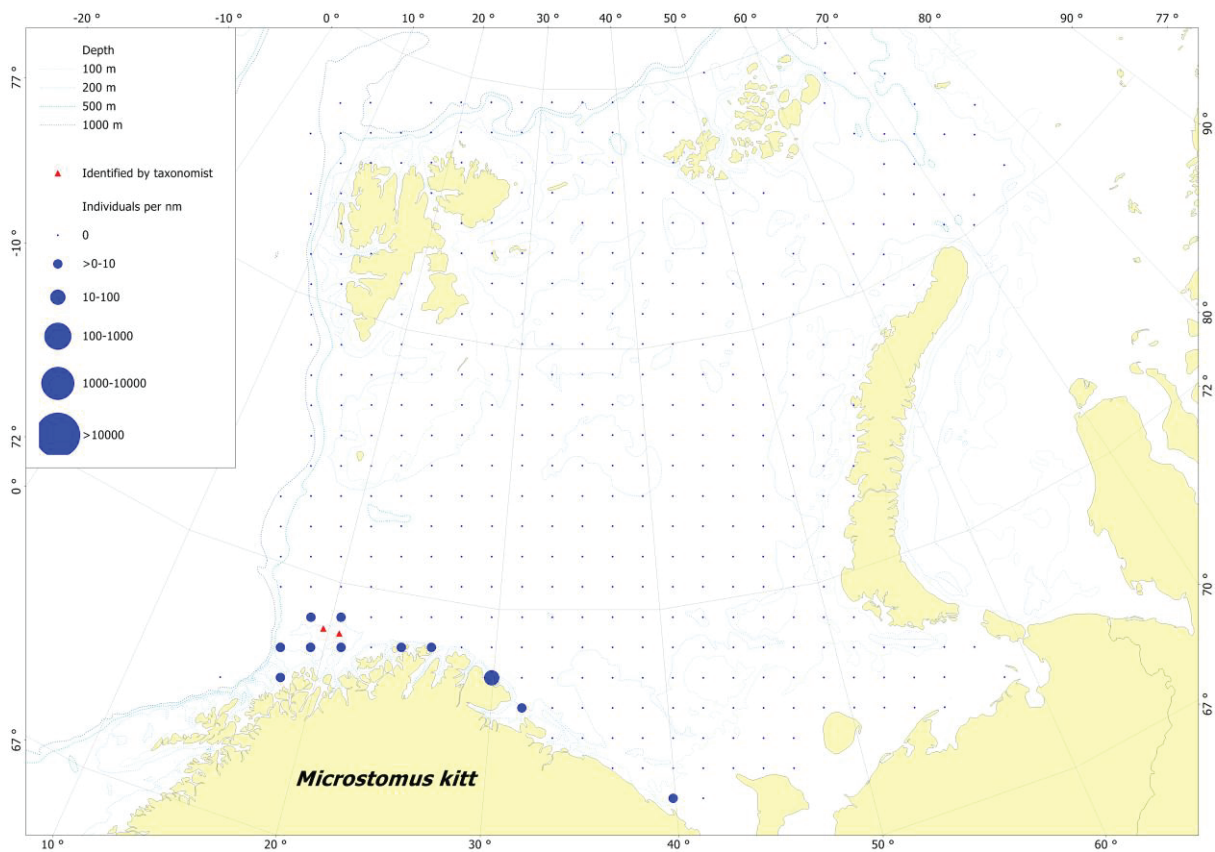 -20 ° -10 ° 0 ° 10 ° 20 ° 30 ° 40 ° 50 ° 60 ° 70 ° 80 ° 90 ° 77 °
77 °
-10 °
72 °
0 °
67 °
Depth
100 m
200 m
500 m
1000 m
Identified by taxonomist
Individuals per nm
0
>0-10
10-100
100-1000
1000-10000
>10000
90 °
80 °
72 °
70 °
67 °
Microstomus kitt
10 ° 20 ° 30 ° 40 ° 50 ° 60 °